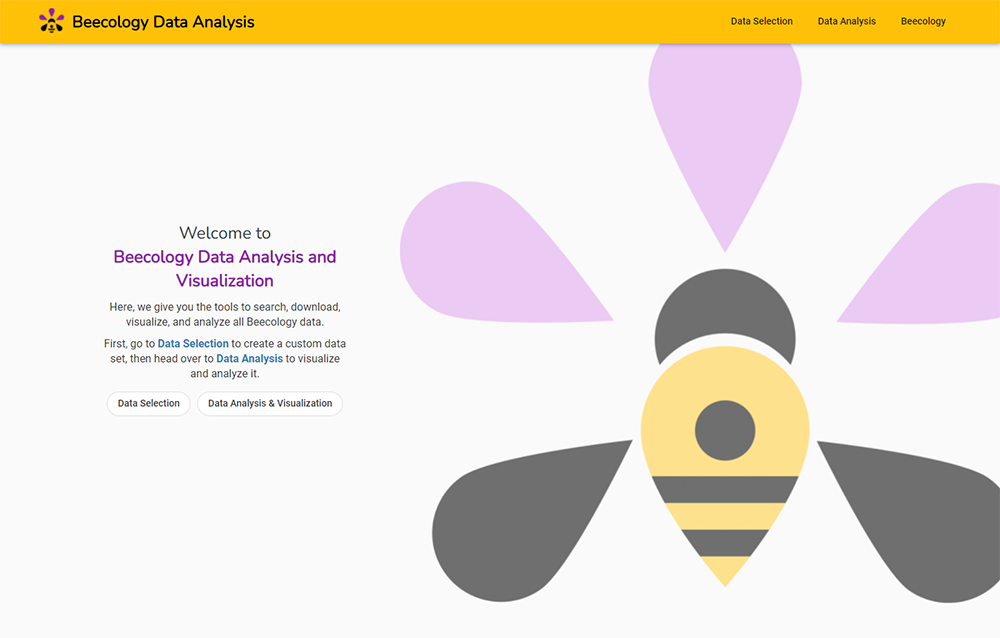 Beecology Data Analysis
Data Selection
Data Analysis
Beecology
Welcome to
Beecology Data Analysis and
Visualization
Here, we give you the tools to search, download,
visualize, and analyze all Beecology data.
First, go to Data Selection to create a custom data
set, then head over to Data Analysis to visualize
and analyze it.
Data Selection
Data Analysis & Visualization